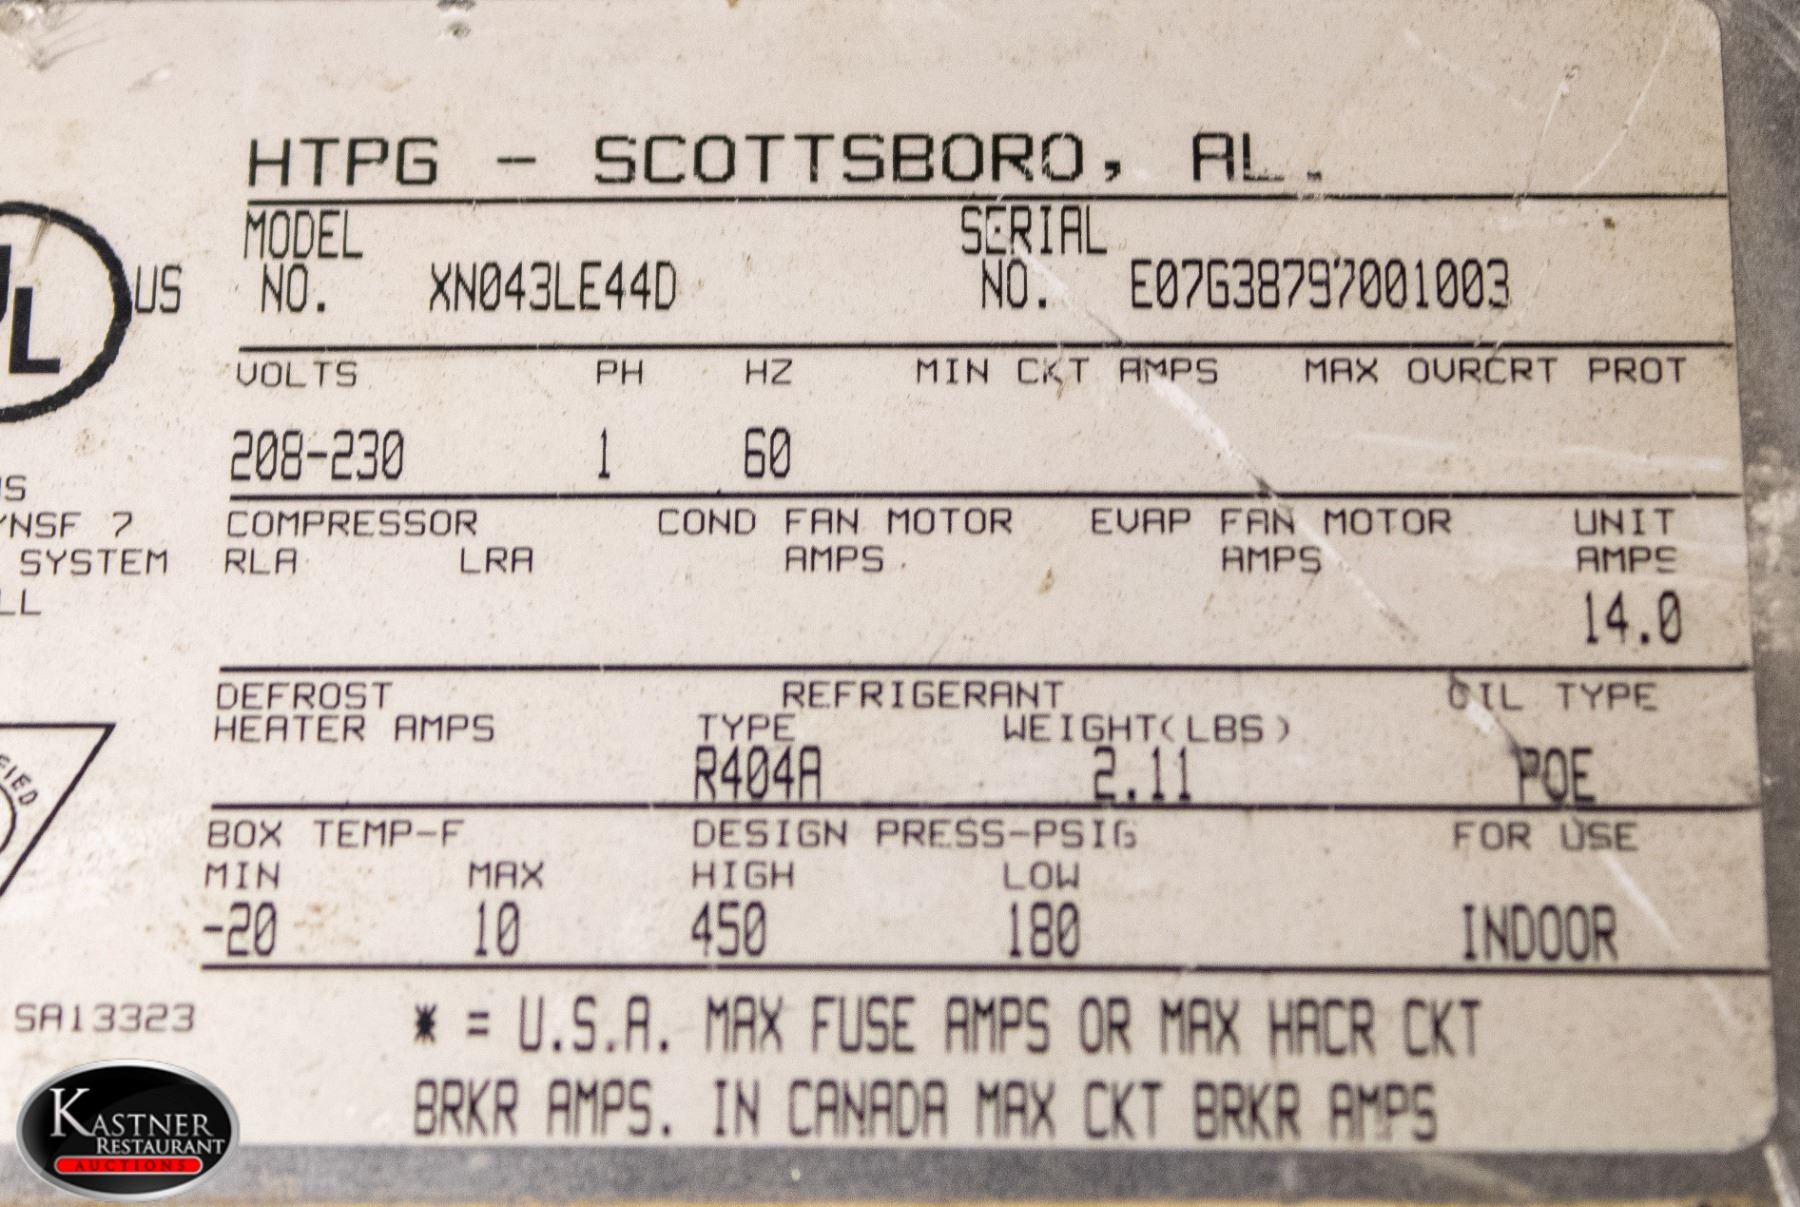 HTPG - SCOTTSBORO, AL.
MODEL NO. XN043LE44D SERIAL NO. E07G38797001003
US
VOLTS PH HZ MIN CKT AMPS MAX OVRCRT PROT
208-230 1 60
NSF 7
SYSTEM
COMPRESSOR COND FAN MOTOR EVAP FAN MOTOR UNIT
RLA LRA AMPS AMPS AMPS
14.0
DEFROST REFRIGERANT OIL TYPE
HEATER AMPS TYPE WEIGHT(LBS)
R404A 2.11 POE
BOX TEMP-F DESIGN PRESS-PSIG FOR USE
MIN MAX HIGH LOW
-20 10 450 180 INDOOR
SA13323
* = U.S.A. MAX FUSE AMPS OR MAX HACR CKT
BRKR AMPS. IN CANADA MAX CKT BRKR AMPS
KASTNER
RESTAURANT
AUCTIONS